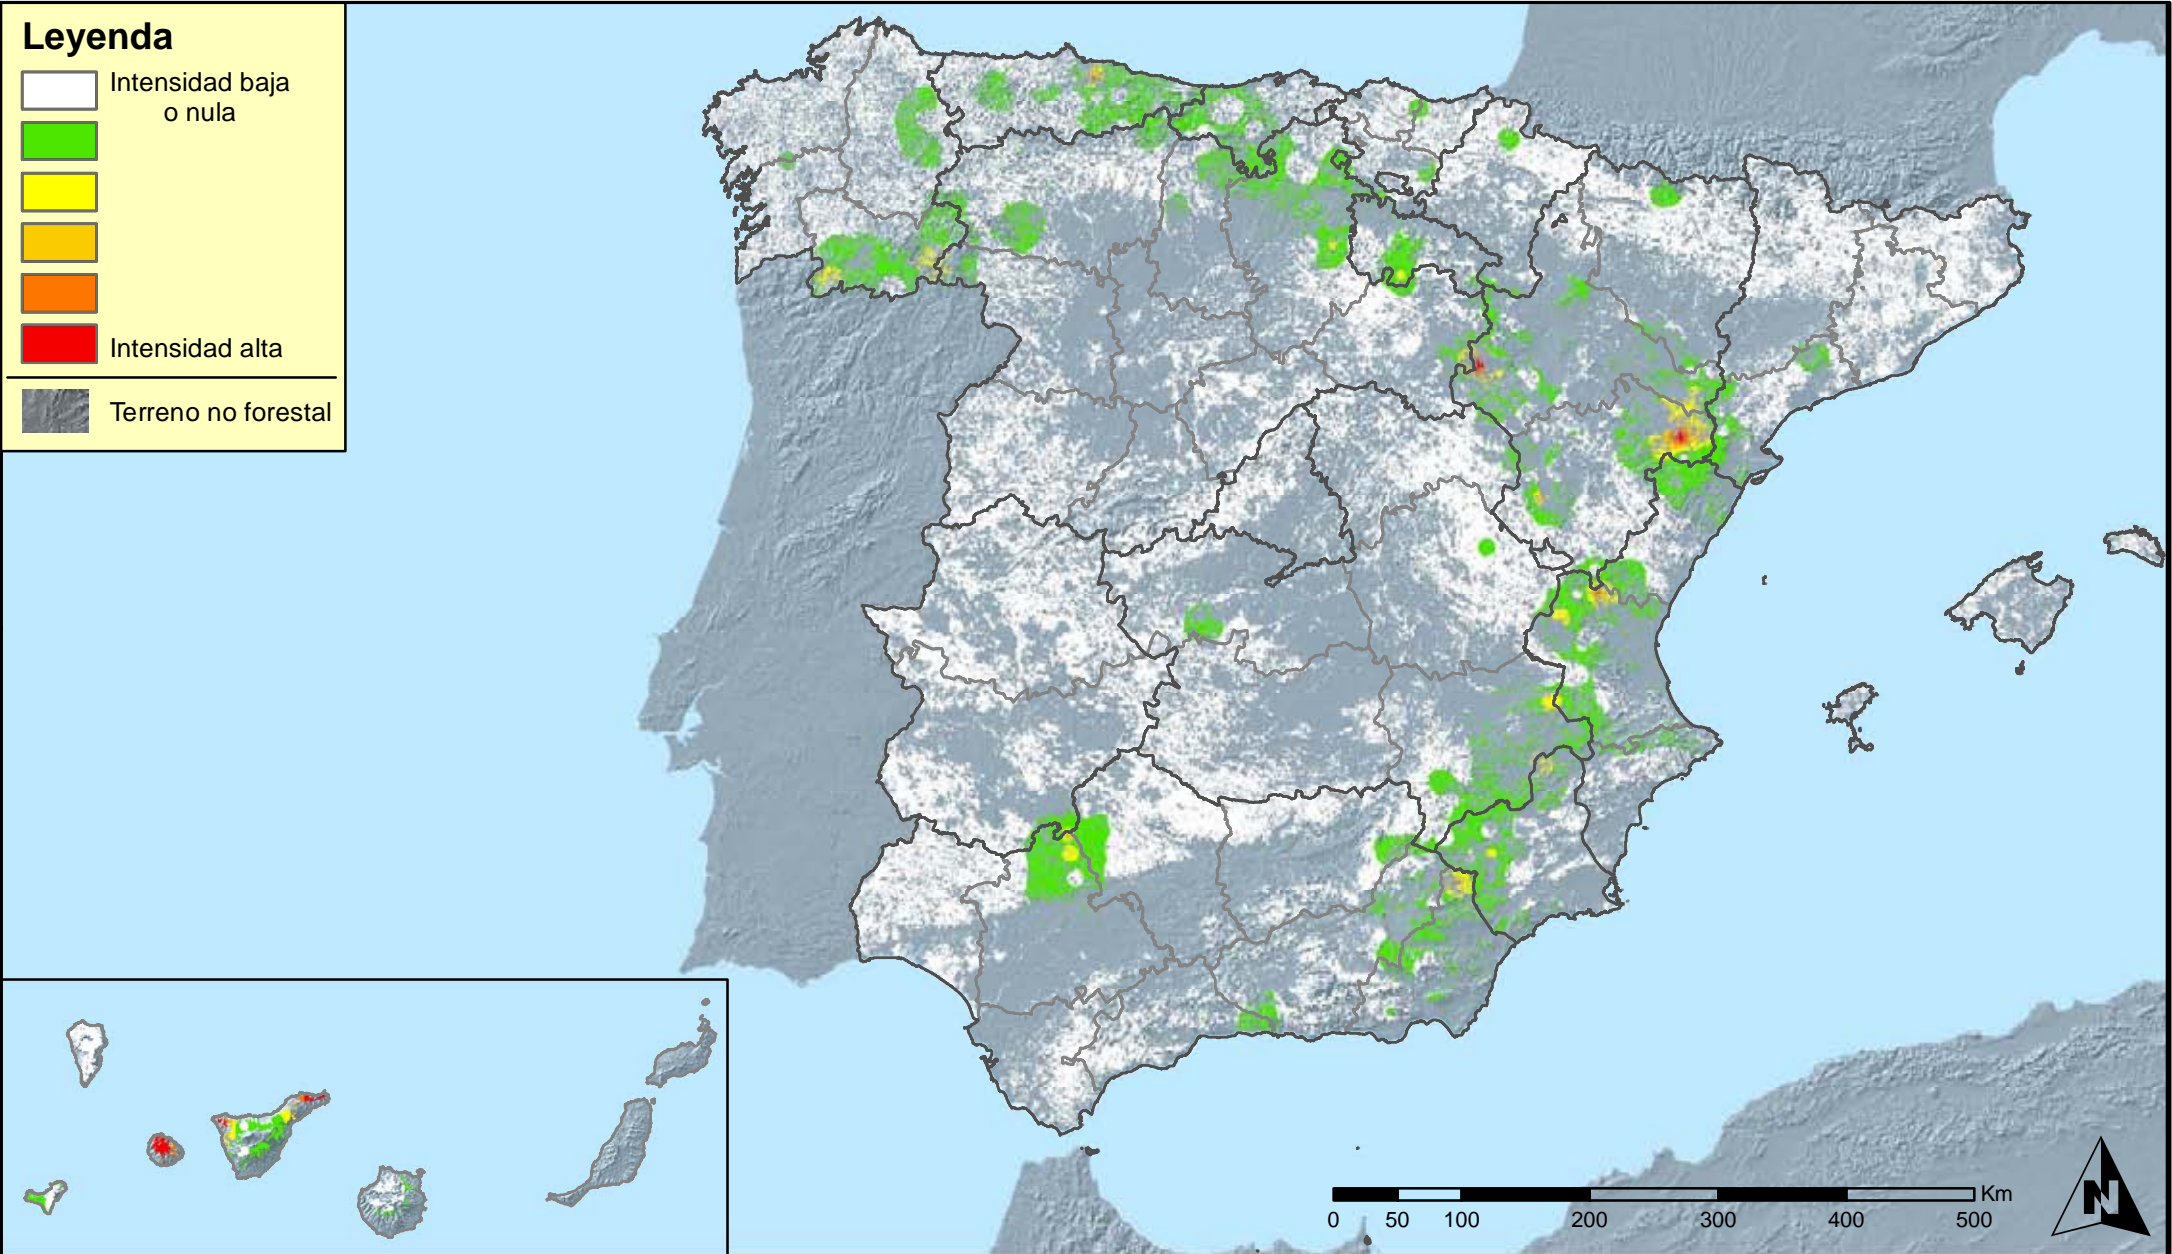 Leyenda
Intensidad baja
o nula
Intensidad alta
Terreno no forestal
Km
0 50 100 200 300 400 500
N